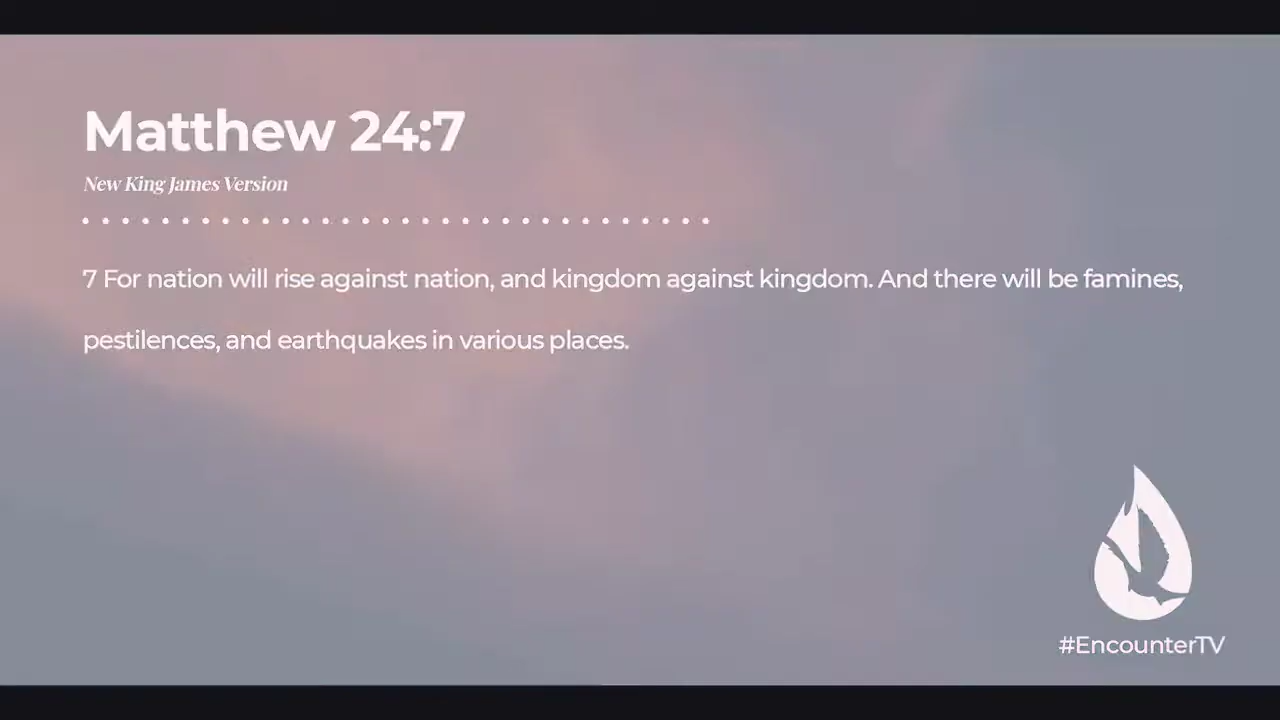 Matthew 24:7
New King James Version
7 For nation will rise against nation, and kingdom against kingdom. And there will be famines,
pestilences, and earthquakes in various places.
#EncounterTV